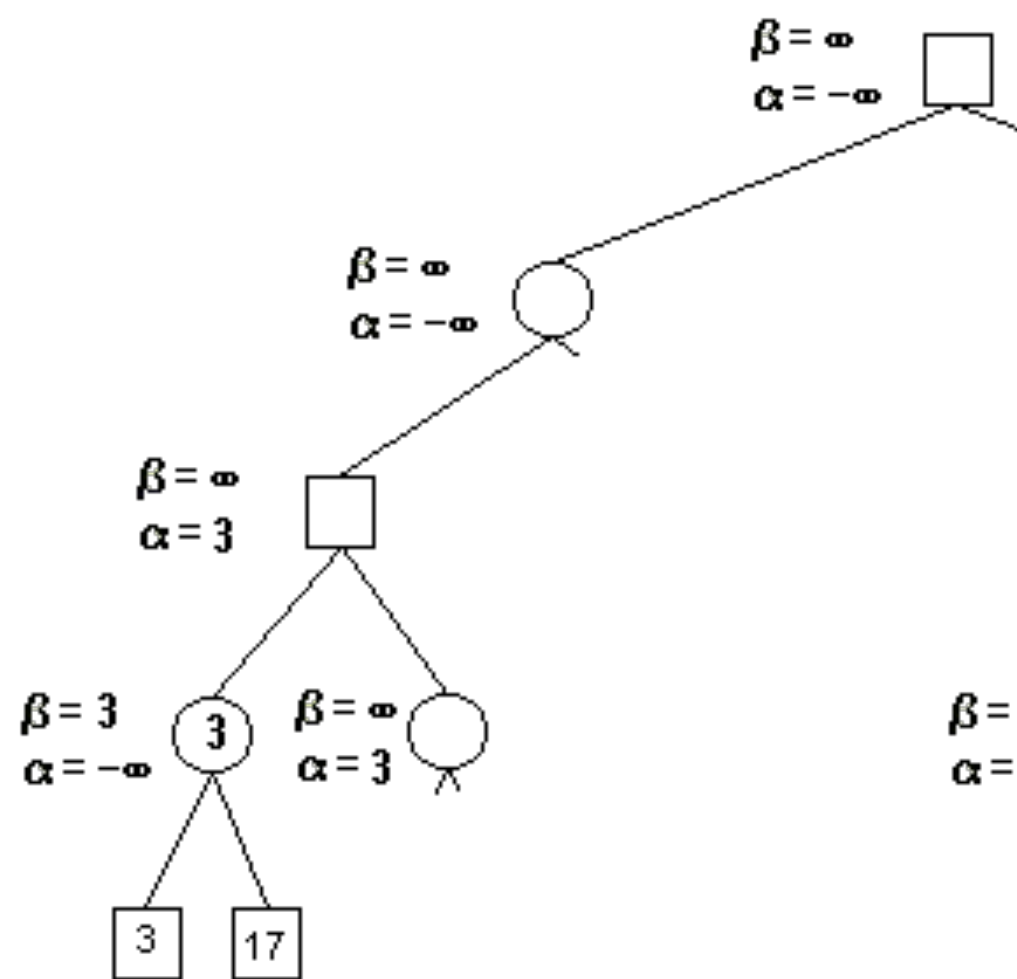 β = ∞
α = −∞
β = ∞
α = −∞
β = ∞
α = 3
β = 3
α = −∞
3
β = ∞
α = 3
β =
α =
3
17